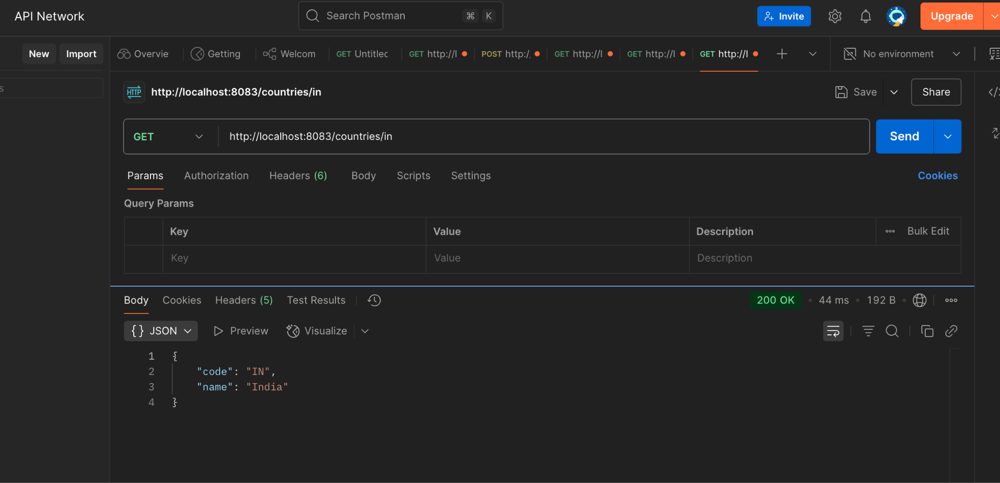 API Network
Search Postman ⌘ K
Invite
Upgrade
New Import
Overvie
Getting
Welcom
GET Untitlec
GET http://l
POST http:/,
GET http://l
GET http://l
GET http://l
No environment
s
HTTP http://localhost:8083/countries/in
Save
Share
GET http://localhost:8083/countries/in
Send
Params Authorization Headers (6) Body Scripts Settings
Cookies
Query Params
Key Value Description Bulk Edit
Key Value Description
Body Cookies Headers (5) Test Results
200 OK • 44 ms • 192 B
{} JSON Preview Visualize
1 {
2 "code": "IN",
3 "name": "India"
4 }